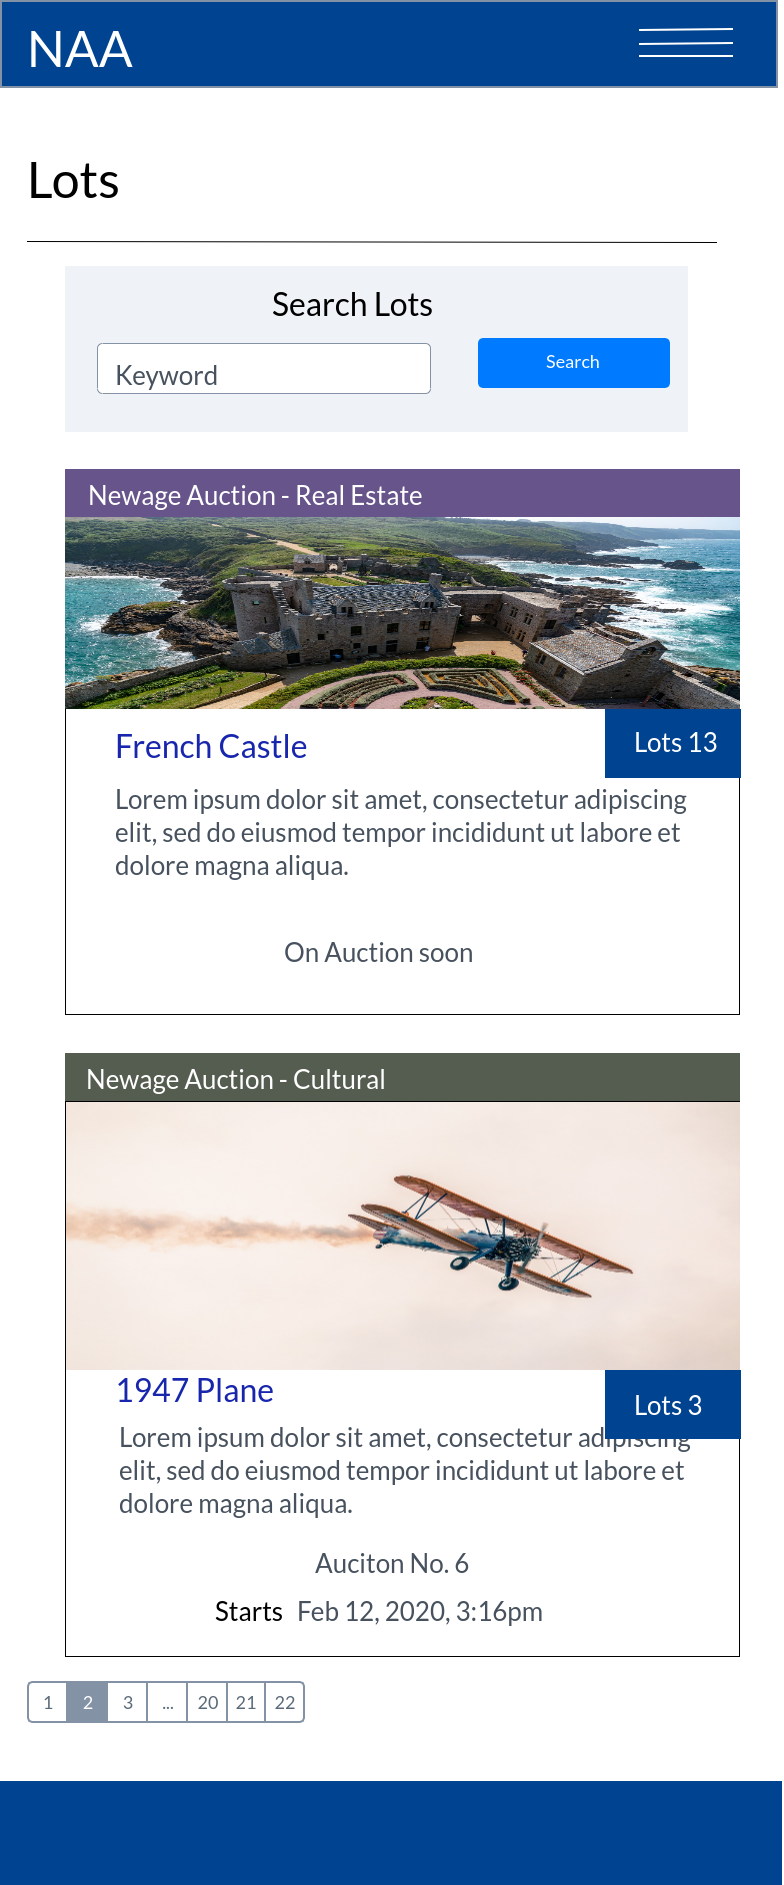 NAA
Lots
Search Lots
Keyword
Search
Newage Auction - Real Estate
French Castle
Lots 13
Lorem ipsum dolor sit amet, consectetur adipiscing
elit, sed do eiusmod tempor incididunt ut labore et
dolore magna aliqua.
On Auction soon
Newage Auction - Cultural
1947 Plane
Lots 3
Lorem ipsum dolor sit amet, consectetur adipiscing
elit, sed do eiusmod tempor incididunt ut labore et
dolore magna aliqua.
Auciton No. 6
Starts Feb 12, 2020, 3:16pm
1 2 3 ... 20 21 22